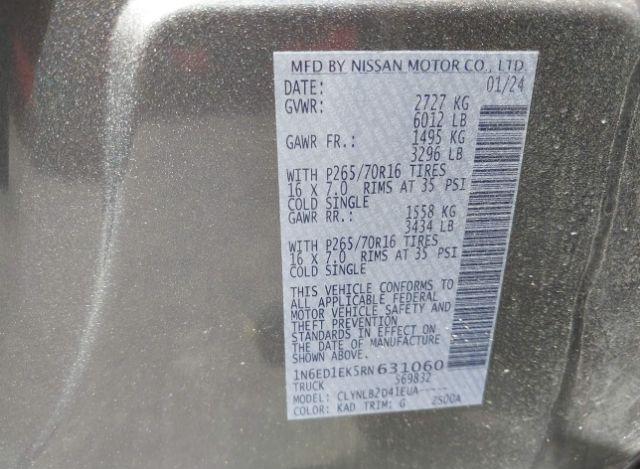 MFD BY NISSAN MOTOR CO., LTD
DATE: 01/24
GVWR: 2727 KG
6012 LB
GAWR FR.: 1495 KG
3296 LB
WITH P265/70R16 TIRES
16 X 7.0 RIMS AT 35 PSI
COLD SINGLE
GAWR RR.: 1558 KG
3434 LB
WITH P265/70R16 TIRES
16 X 7.0 RIMS AT 35 PSI
COLD SINGLE
THIS VEHICLE CONFORMS TO
ALL APPLICABLE FEDERAL
MOTOR VEHICLE SAFETY AND
THEFT PREVENTION
STANDARDS IN EFFECT ON
THE DATE OF MANUFACTURE
SHOWN ABOVE.
1N6ED1EK5RN631060
TRUCK 569832
MODEL: CLYNLB2D41EUA-----
COLOR: KAD TRIM: G 2S00A